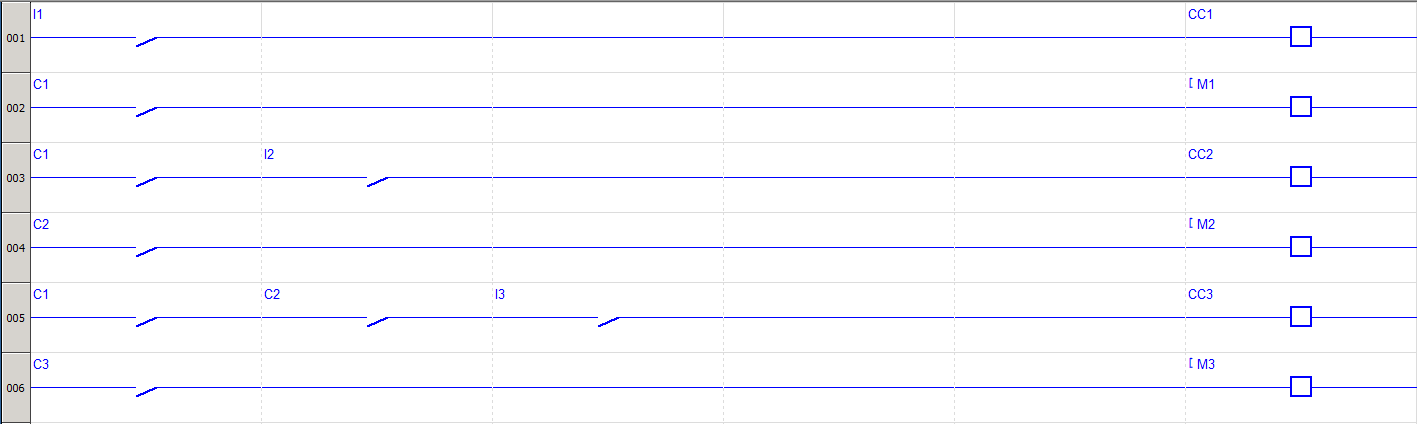 I1 CC1
001
C1 [ M1
002
C1 I2 CC2
003
C2 [ M2
004
C1 C2 I3 CC3
005
C3 [ M3
006